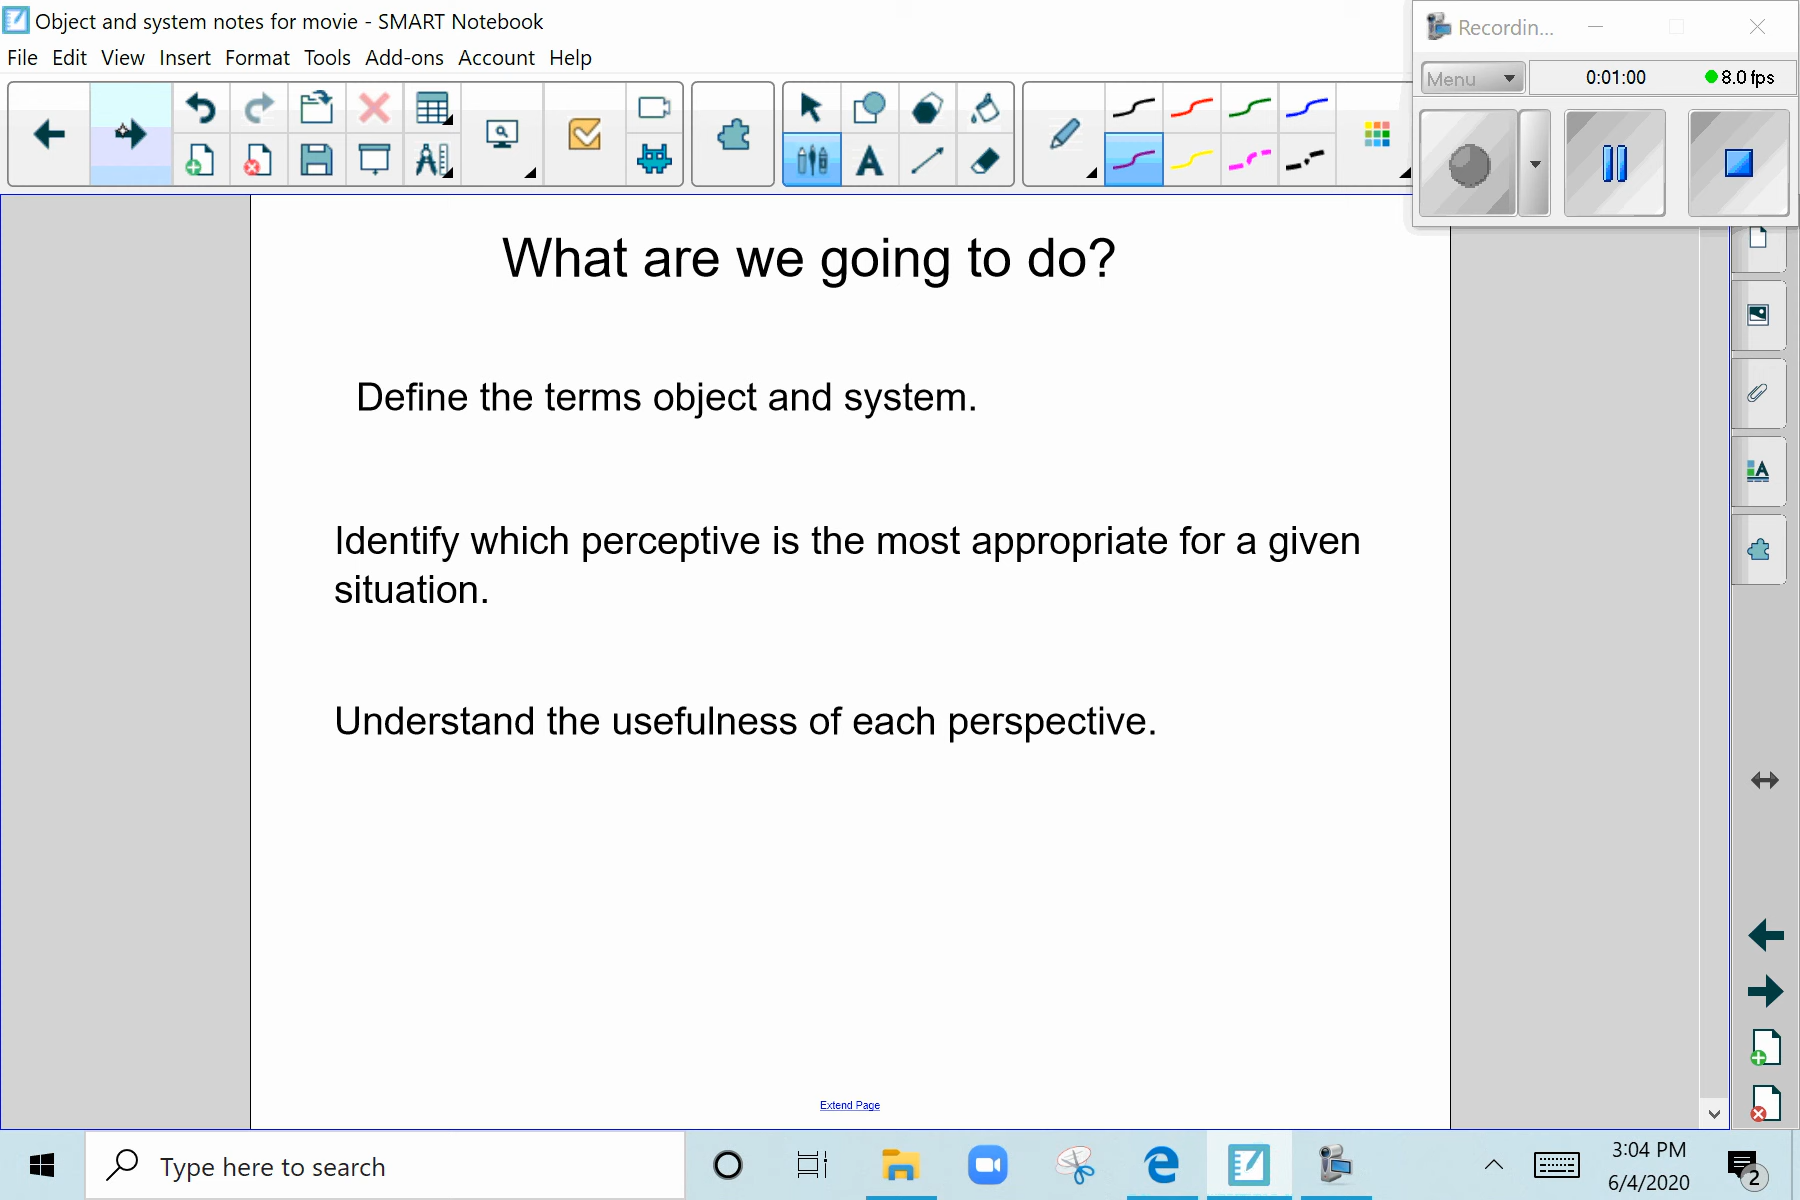 Object and system notes for movie - SMART Notebook
File Edit View Insert Format Tools Add-ons Account Help
Recordin...
Menu
0:01:00
8.0 fps
What are we going to do?
Define the terms object and system.
Identify which perceptive is the most appropriate for a given
situation.
Understand the usefulness of each perspective.
Extend Page
Type here to search
3:04 PM
6/4/2020
2